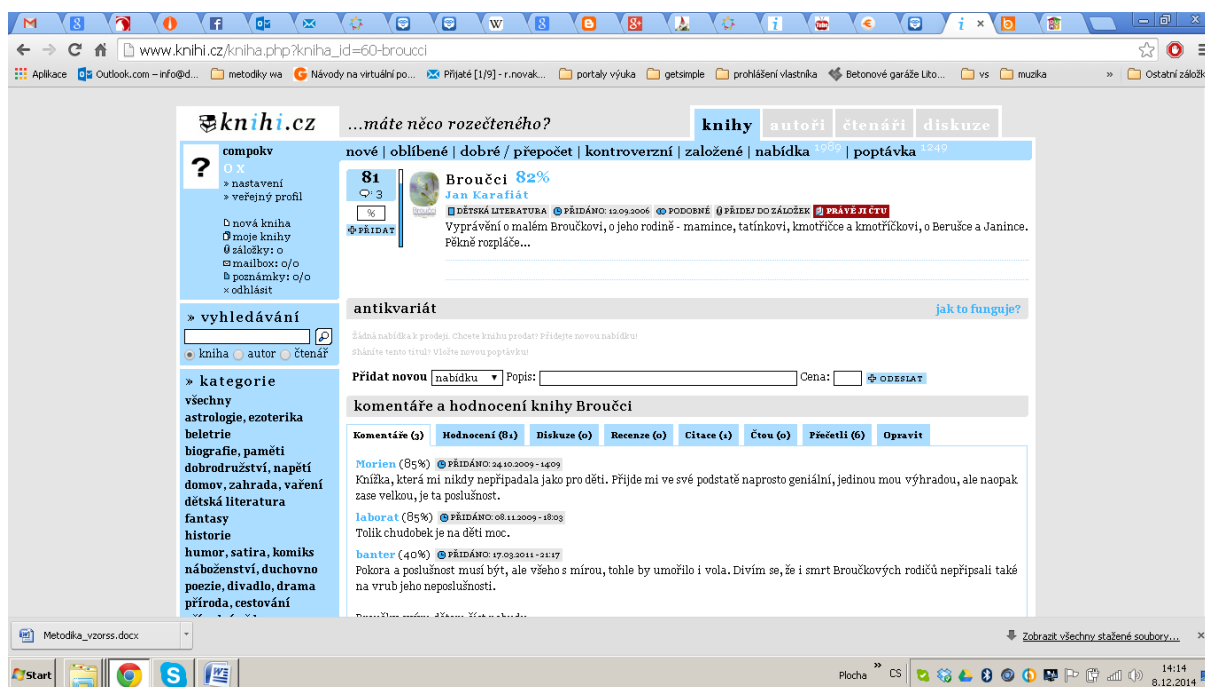 www.knihi.cz/kniha.php?kniha_id=60-broucci
Aplikace Outlook.com – info@d... metodiky wa Návody na virtuální po... Přijaté [1/9] - r.novak... portaly výuka getsimple prohlášení vlastníka Betonové garáže Lito... vs muzika » Ostatní zálož
knihi.cz ...máte něco rozečteného? knihy autoři čtenáři diskuze
nové | oblíbené | dobré / přepočet | kontroverzní | založené | nabídka 1989 | poptávka 1249
compokv
0 X
» nastavení
» veřejný profil
nová kniha
moje knihy
záložky: 0
mailbox: 0/0
poznámky: 0/0
× odhlásit
81
3
%
PŘIDAT
Broučci 82%
Jan Karafiát
DĚTSKÁ LITERATURA PŘIDÁNO: 12.09.2006 PODOBNÉ PŘIDEJ DO ZÁLOŽEK PRÁVĚ JI ČTU
Vyprávění o malém Broučkovi, o jeho rodině - mamince, tatínkovi, kmotřičce a kmotříčkovi, o Berušce a Janince.
Pěkně rozpláče...
» vyhledávání
kniha autor čtenář
» kategorie
všechny
astrologie, ezoterika
beletrie
biografie, paměti
dobrodružství, napětí
domov, zahrada, vaření
dětská literatura
fantasy
historie
humor, satira, komiks
náboženství, duchovno
poezie, divadlo, drama
příroda, cestování
antikvariát jak to funguje?
Žádná nabídka k prodeji. Chcete knihu prodat? Přidejte novou nabídku!
Sháníte tento titul? Vložte novou poptávku!
Přidat novou nabídku Popis: Cena: ODESLAT
komentáře a hodnocení knihy Broučci
Komentáře (3) Hodnocení (81) Diskuze (0) Recenze (0) Citace (1) Čtou (0) Přečetli (6) Opravit
Morien (85%) PŘIDÁNO: 24.10.2009 - 14:09
Knížka, která mi nikdy nepřipadala jako pro děti. Přijde mi ve své podstatě naprosto geniální, jedinou mou výhradou, ale naopak
zase velkou, je ta poslušnost.
laborat (85%) PŘIDÁNO: 08.11.2009 - 18:03
Tolik chudobek je na děti moc.
banter (40%) PŘIDÁNO: 17.03.2011 - 21:17
Pokora a poslušnost musí být, ale všeho s mírou, tohle by umořilo i vola. Divím se, že i smrt Broučkových rodičů nepřipsali také
na vrub jeho neposlušnosti.
Metodika_vzorss.docx Zobrazit všechny stažené soubory...
Start Plocha » CS 14:14
8.12.2014